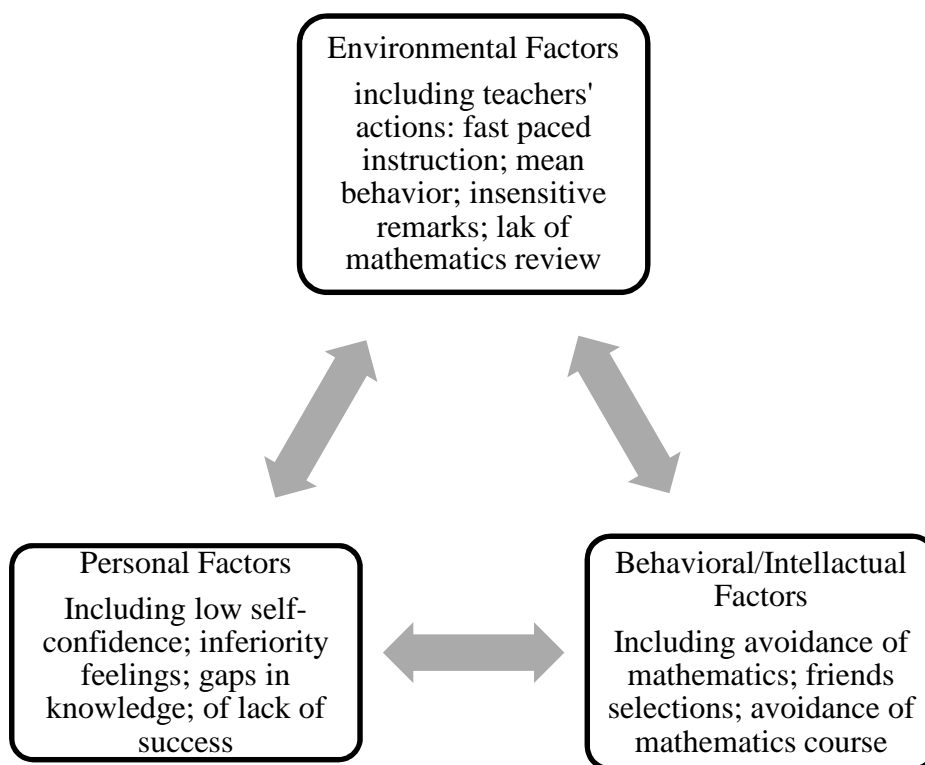 Environmental Factors
including teachers'
actions: fast paced
instruction; mean
behavior; insensitive
remarks; lak of
mathematics review
Personal Factors
Including low self-
confidence; inferiority
feelings; gaps in
knowledge; of lack of
success
Behavioral/Intellactual
Factors
Including avoidance of
mathematics; friends
selections; avoidance of
mathematics course